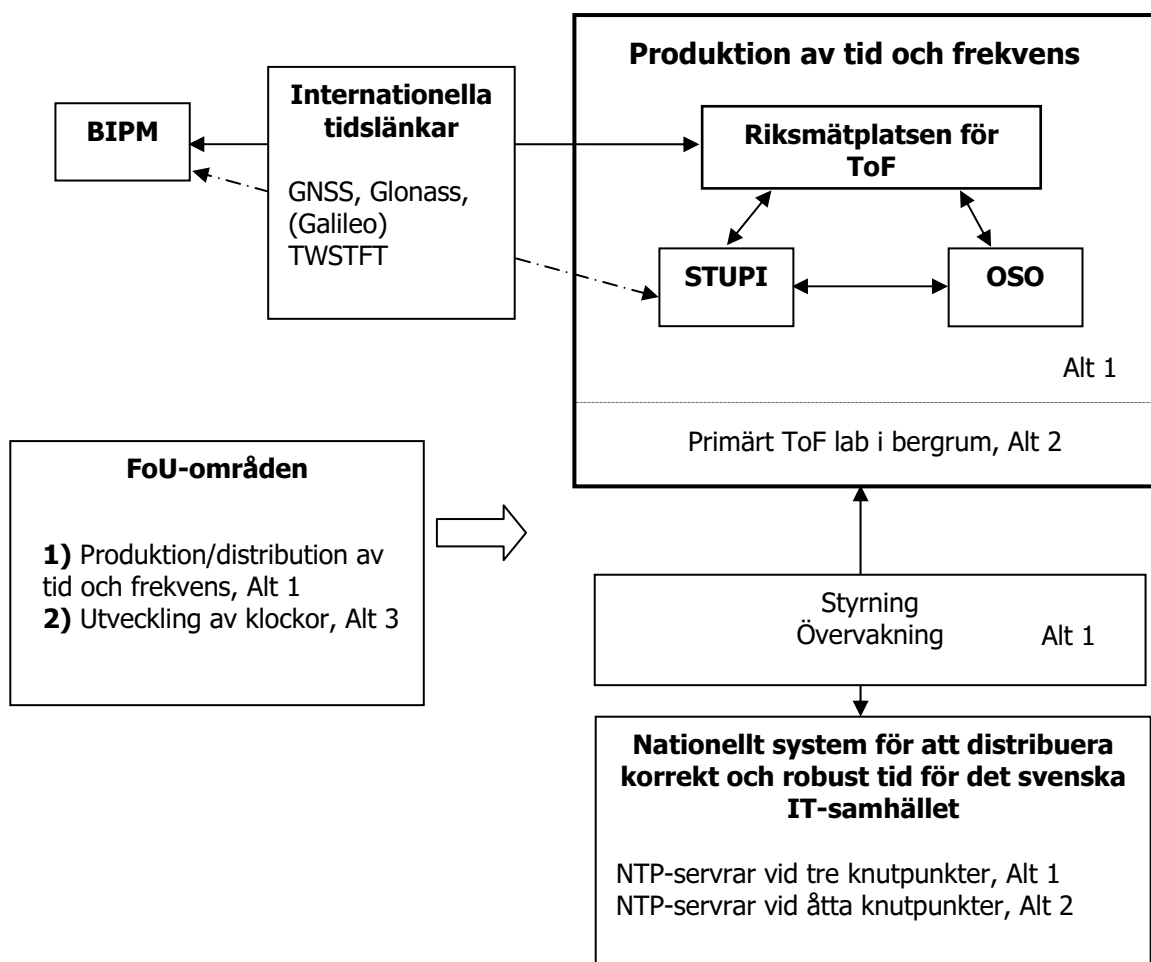 Produktion av tid och frekvens
Internationella
tidslänkar
GNSS, Glonass,
(Galileo)
TWSTFT
BIPM
Riksmätplatsen för
ToF
STUPI
OSO
Alt 1
Primärt ToF lab i bergrum, Alt 2
FoU-områden
1) Produktion/distribution av
tid och frekvens, Alt 1
2) Utveckling av klockor, Alt 3
Styrning
Övervakning
Alt 1
Nationellt system för att distribuera
korrekt och robust tid för det svenska
IT-samhället
NTP-servrar vid tre knutpunkter, Alt 1
NTP-servrar vid åtta knutpunkter, Alt 2